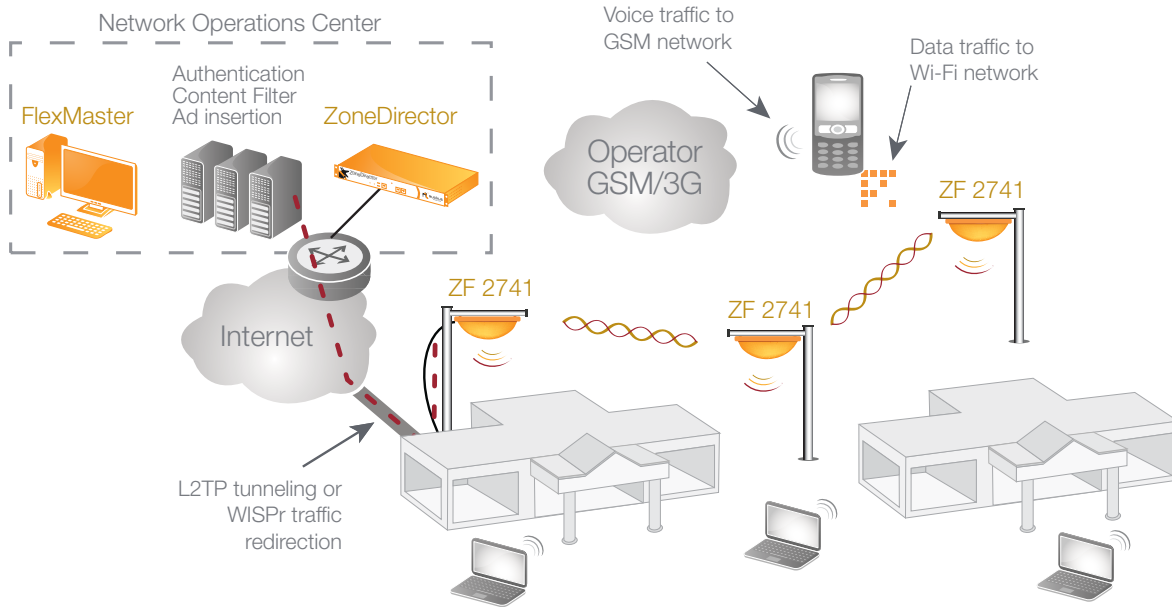 Network Operations Center
FlexMaster
Authentication
Content Filter
Ad insertion
ZoneDirector
ZoneDirector
Voice traffic to
GSM network
Data traffic to
Wi-Fi network
Operator
GSM/3G
ZF 2741
ZF 2741
ZF 2741
Internet
L2TP tunneling or
WISPr traffic
redirection